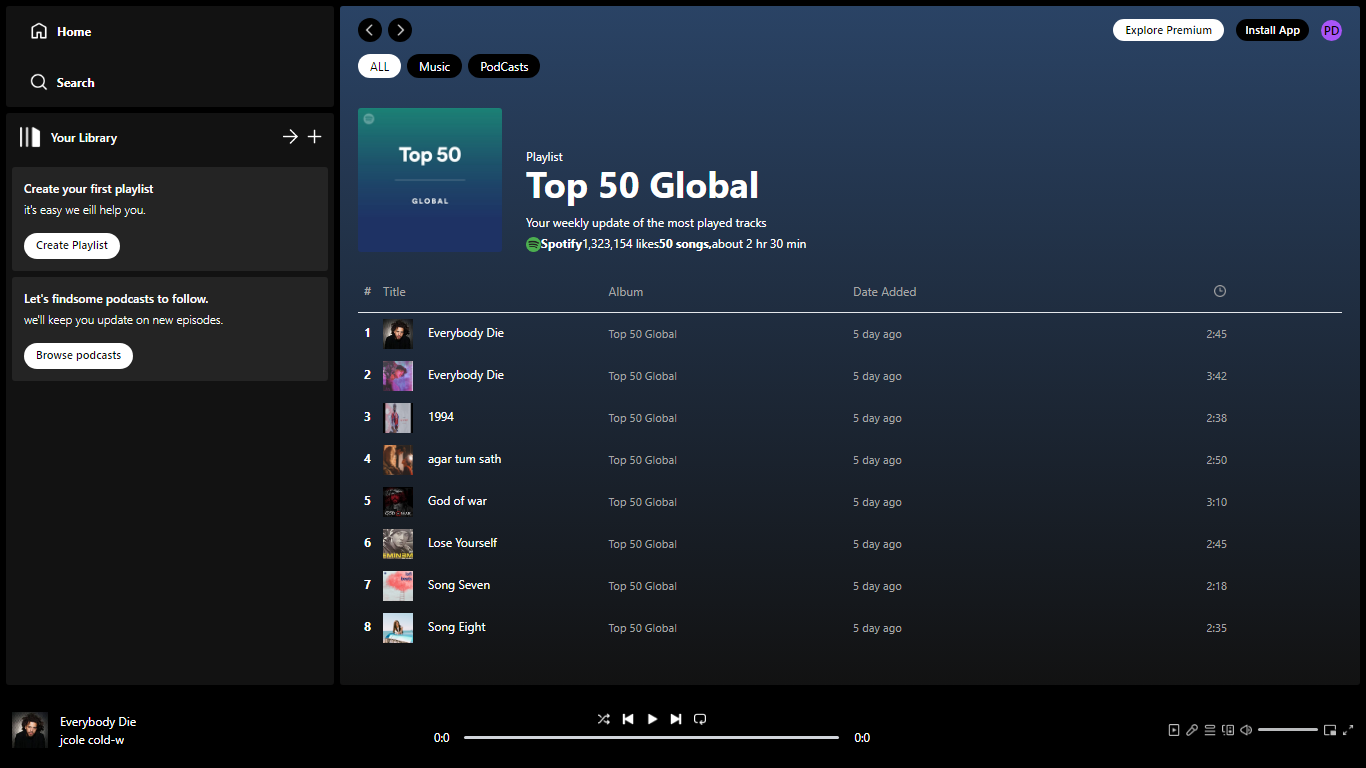 Home
Search
Your Library
Create your first playlist
it's easy we eill help you.
Create Playlist
Let's findsome podcasts to follow.
we'll keep you update on new episodes.
Browse podcasts
Explore Premium
Install App
PD
ALL
Music
PodCasts
Top 50
GLOBAL
Playlist
Top 50 Global
Your weekly update of the most played tracks
Spotify1,323,154 likes50 songs,about 2 hr 30 min
# Title Album Date Added
1 Everybody Die Top 50 Global 5 day ago 2:45
2 Everybody Die Top 50 Global 5 day ago 3:42
3 1994 Top 50 Global 5 day ago 2:38
4 agar tum sath Top 50 Global 5 day ago 2:50
5 God of war Top 50 Global 5 day ago 3:10
6 Lose Yourself Top 50 Global 5 day ago 2:45
EMINEM
7 Song Seven Top 50 Global 5 day ago 2:18
8 Song Eight Top 50 Global 5 day ago 2:35
Everybody Die
jcole cold-w
0:0
0:0